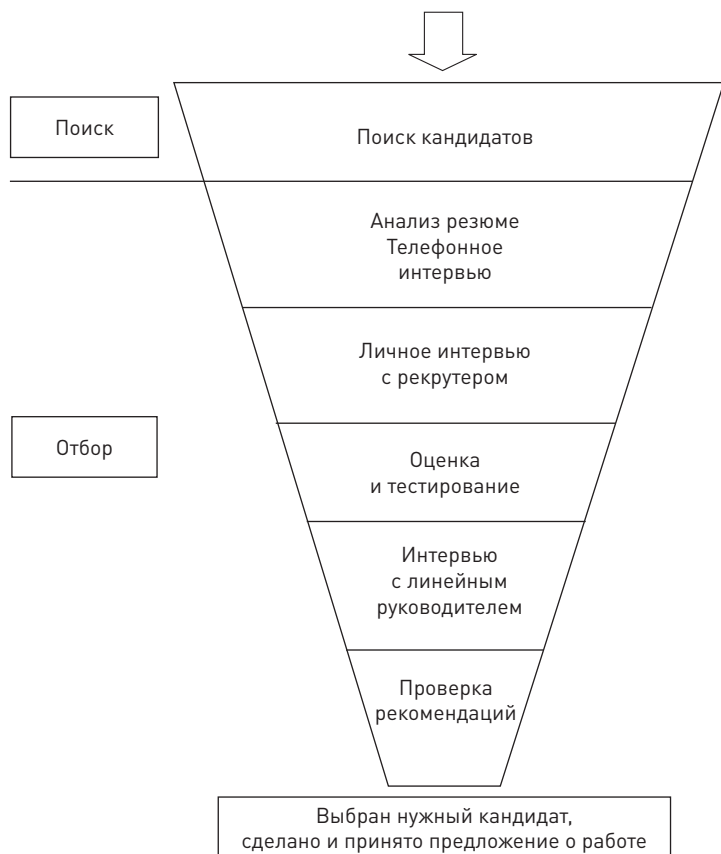 Поиск
Поиск кандидатов
Анализ резюме
Телефонное
интервью
Личное интервью
с рекрутером
Отбор
Оценка
и тестирование
Интервью
с линейным
руководителем
Проверка
рекомендаций
Выбран нужный кандидат,
сделано и принято предложение о работе